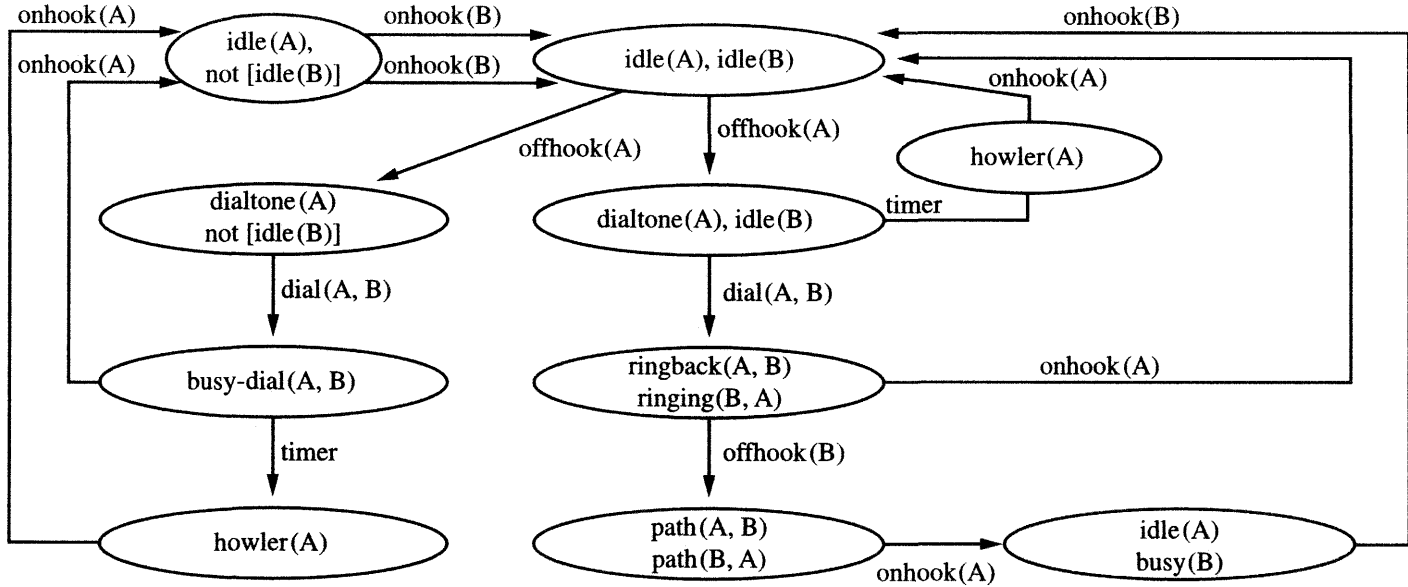 onhook(A)
onhook(B)
onhook(B)
idle(A),
not [idle(B)]
idle(A), idle(B)
onhook(A)
onhook(B)
onhook(A)
offhook(A)
offhook(A)
howler(A)
dialtone(A)
not [idle(B)]
dialtone(A), idle(B)
timer
dial(A, B)
dial(A, B)
busy-dial(A, B)
ringback(A, B)
ringing(B, A)
onhook(A)
timer
offhook(B)
howler(A)
path(A, B)
path(B, A)
onhook(A)
idle(A)
busy(B)